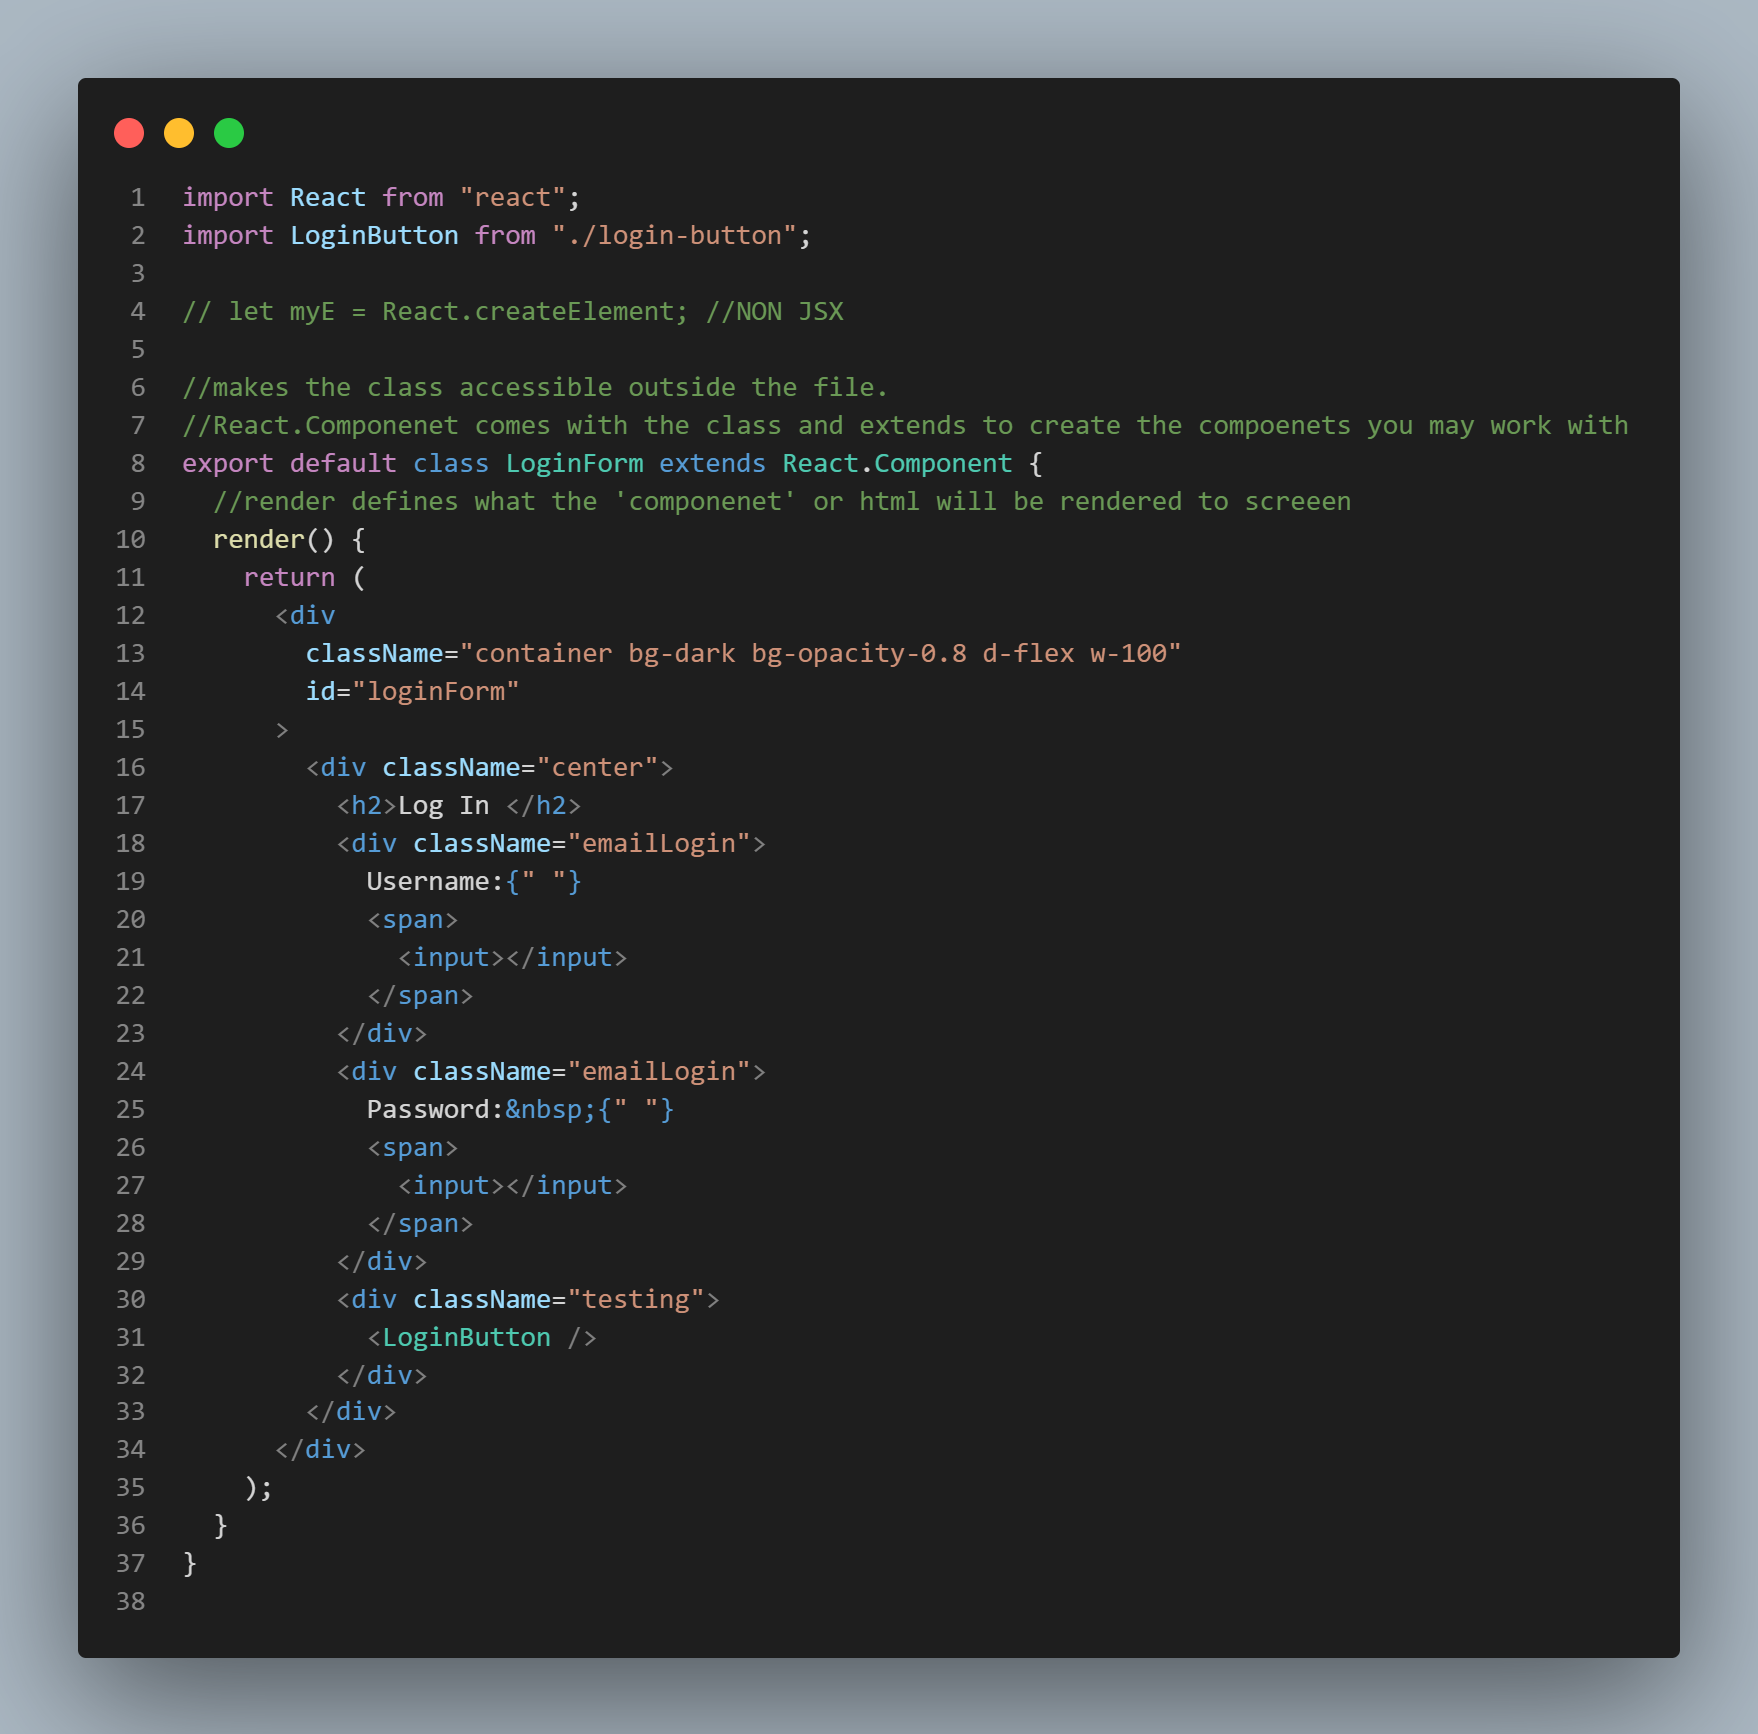 1 import React from "react";
2 import LoginButton from "./login-button";
3
4 // let myE = React.createElement; //NON JSX
5
6 //makes the class accessible outside the file.
7 //React.Componenet comes with the class and extends to create the compoenets you may work with
8 export default class LoginForm extends React.Component {
9   //render defines what the 'componenet' or html will be rendered to screeen
10   render() {
11     return (
12       <div
13         className="container bg-dark bg-opacity-0.8 d-flex w-100"
14         id="loginForm"
15       >
16         <div className="center">
17           <h2>Log In </h2>
18           <div className="emailLogin">
19             Username:{" "}
20             <span>
21               <input></input>
22             </span>
23           </div>
24           <div className="emailLogin">
25             Password:&nbsp;{" "}
26             <span>
27               <input></input>
28             </span>
29           </div>
30           <div className="testing">
31             <LoginButton />
32           </div>
33         </div>
34       </div>
35     );
36   }
37 }
38